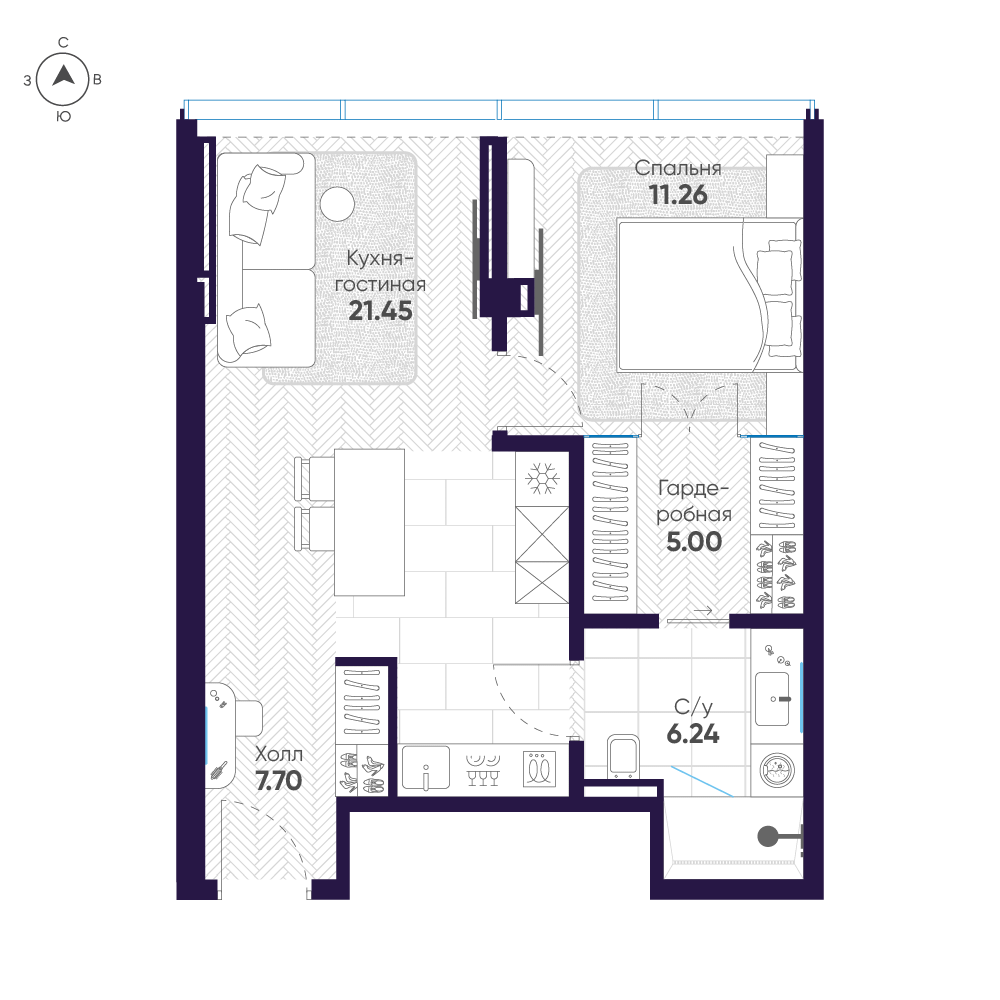 С
З
В
Ю
Спальня
11.26
Кухня-
гостиная
21.45
Гарде-
робная
5.00
С/у
6.24
Холл
7.70